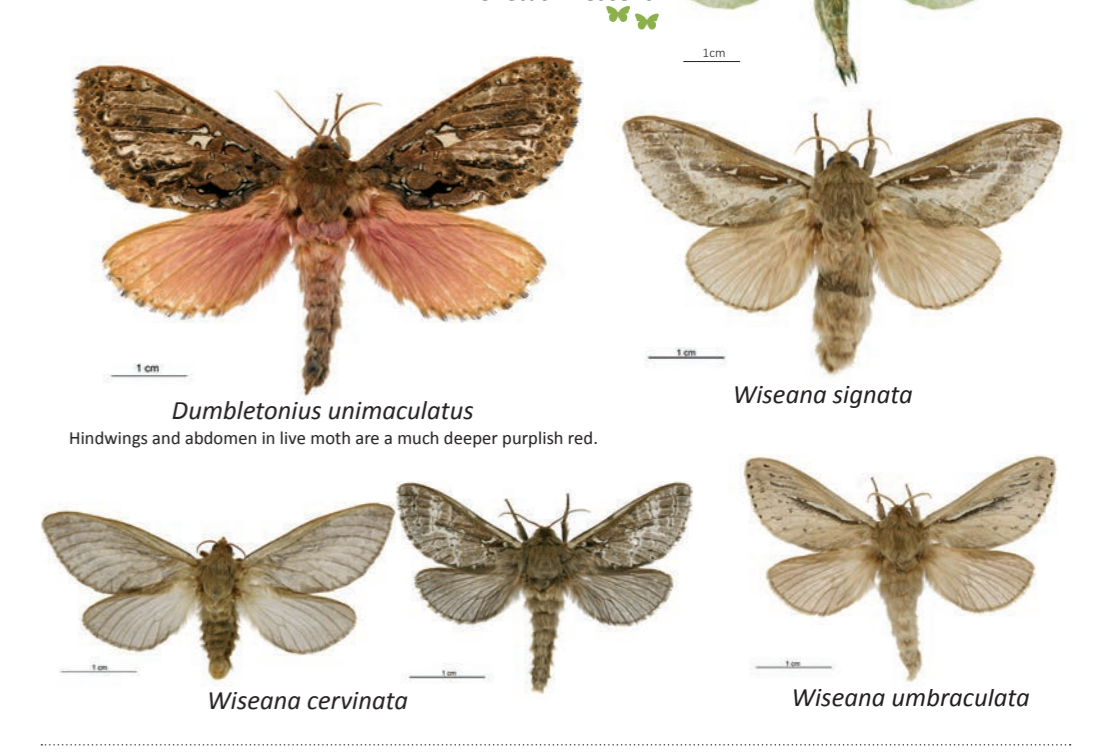 1cm
1 cm
Dumbletonius unimaculatus
Hindwings and abdomen in live moth are a much deeper purplish red.
1 cm
Wiseana signata
1 cm
1 cm
Wiseana cervinata
1 cm
Wiseana umbraculata